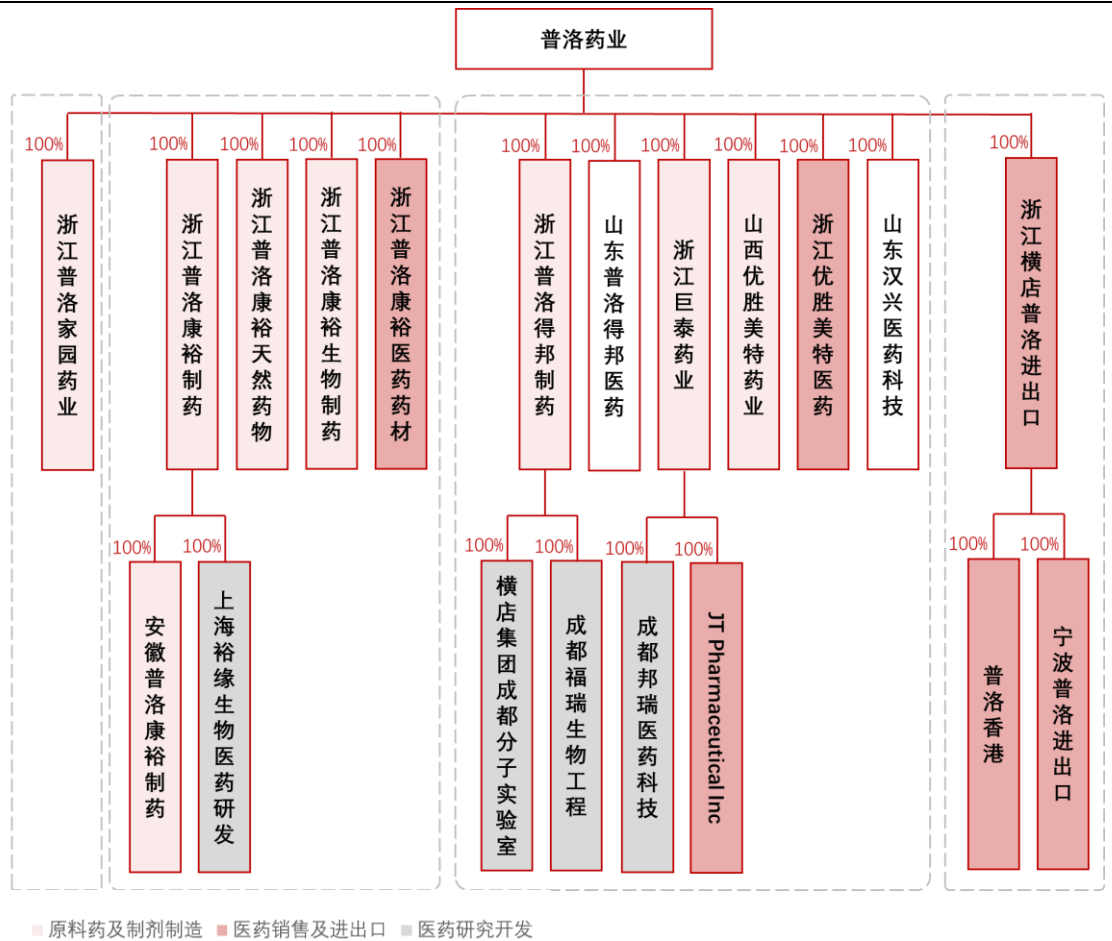 普洛药业
100%
100%
100%
100%
100%
100%
100%
100%
100%
100%
100%
100%
浙江普洛家园药业
浙江普洛康裕制药
浙江普洛康裕天然药物
浙江普洛康裕生物制药
浙江普洛康裕医药药材
浙江普洛得邦制药
山东普洛得邦医药
浙江巨泰药业
山西优胜美特药业
浙江优胜美特医药
山东汉兴医药科技
浙江横店普洛进出口
100%
100%
100%
100%
100%
100%
100%
100%
安徽普洛康裕制药
上海裕缘生物医药研发
横店集团成都分子实验室
成都福瑞生物工程
成都邦瑞医药科技
JT Pharmaceutical Inc
普洛香港
宁波普洛进出口
原料药及制剂制造
医药销售及进出口
医药研究开发